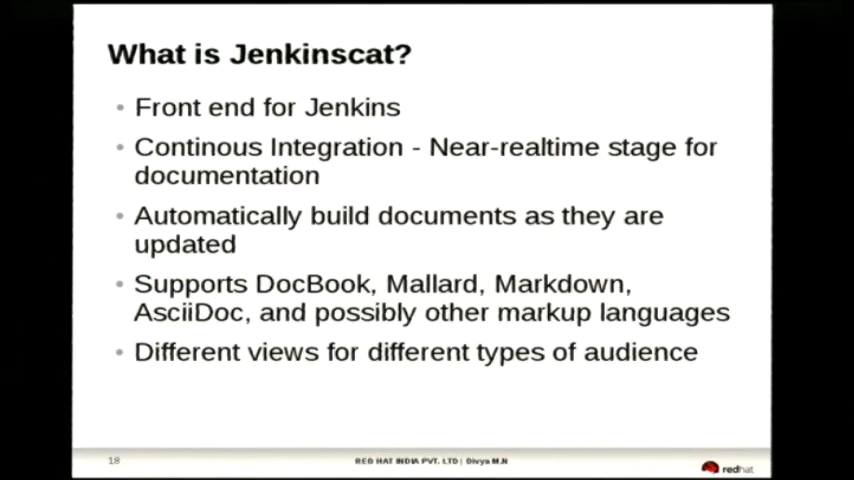 What is Jenkinscat?
• Front end for Jenkins
• Continous Integration - Near-realtime stage for
documentation
• Automatically build documents as they are
updated
• Supports DocBook, Mallard, Markdown,
AsciiDoc, and possibly other markup languages
• Different views for different types of audience
18
RED HAT INDIA PVT. LTD | Divya M.N
redhat